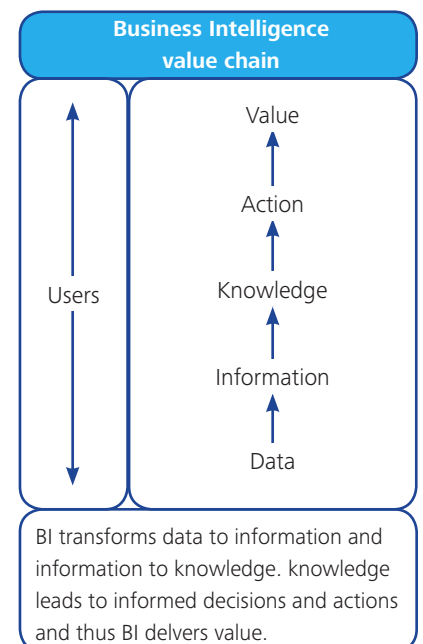 Business Intelligence
value chain
Value
Action
Users
Knowledge
Information
Data
BI transforms data to information and
information to knowledge. knowledge
leads to informed decisions and actions
and thus BI delvers value.